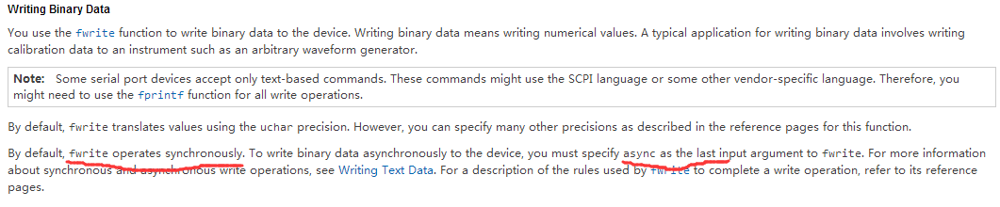 Writing Binary Data
You use the fwrite function to write binary data to the device. Writing binary data means writing numerical values. A typical application for writing binary data involves writing
calibration data to an instrument such as an arbitrary waveform generator.
Note: Some serial port devices accept only text-based commands. These commands might use the SCPI language or some other vendor-specific language. Therefore, you
might need to use the fprintf function for all write operations.
By default, fwrite translates values using the uchar precision. However, you can specify many other precisions as described in the reference pages for this function.
By default, fwrite operates synchronously. To write binary data asynchronously to the device, you must specify async as the last input argument to fwrite. For more information
about synchronous and asynchronous write operations, see Writing Text Data. For a description of the rules used by fwrite to complete a write operation, refer to its reference
pages.